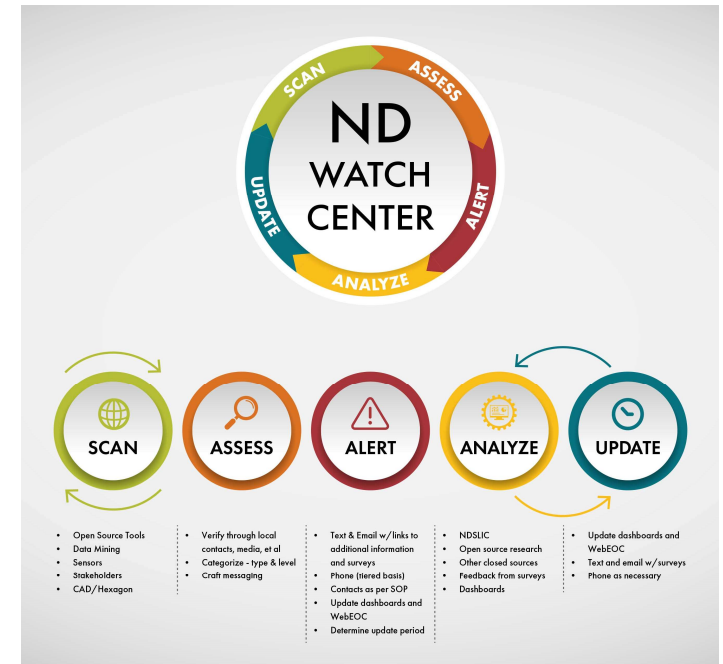 SCAN
ASSESS
ALERT
ANALYZE
UPDATE
ND
WATCH
CENTER
SCAN
ASSESS
ALERT
ANALYZE
UPDATE
• Open Source Tools
• Data Mining
• Sensors
• Stakeholders
• CAD/Hexagon
• Verify through local
contacts, media, et al
• Categorize - type & level
• Craft messaging
• Text & Email w/links to
additional information
and surveys
• Phone (tiered basis)
• Contacts as per SOP
• Update dashboards and
WebEOC
• Determine update period
• NDSLIC
• Open source research
• Other closed sources
• Feedback from surveys
• Dashboards
• Update dashboards and
WebEOC
• Text and email w/surveys
• Phone as necessary